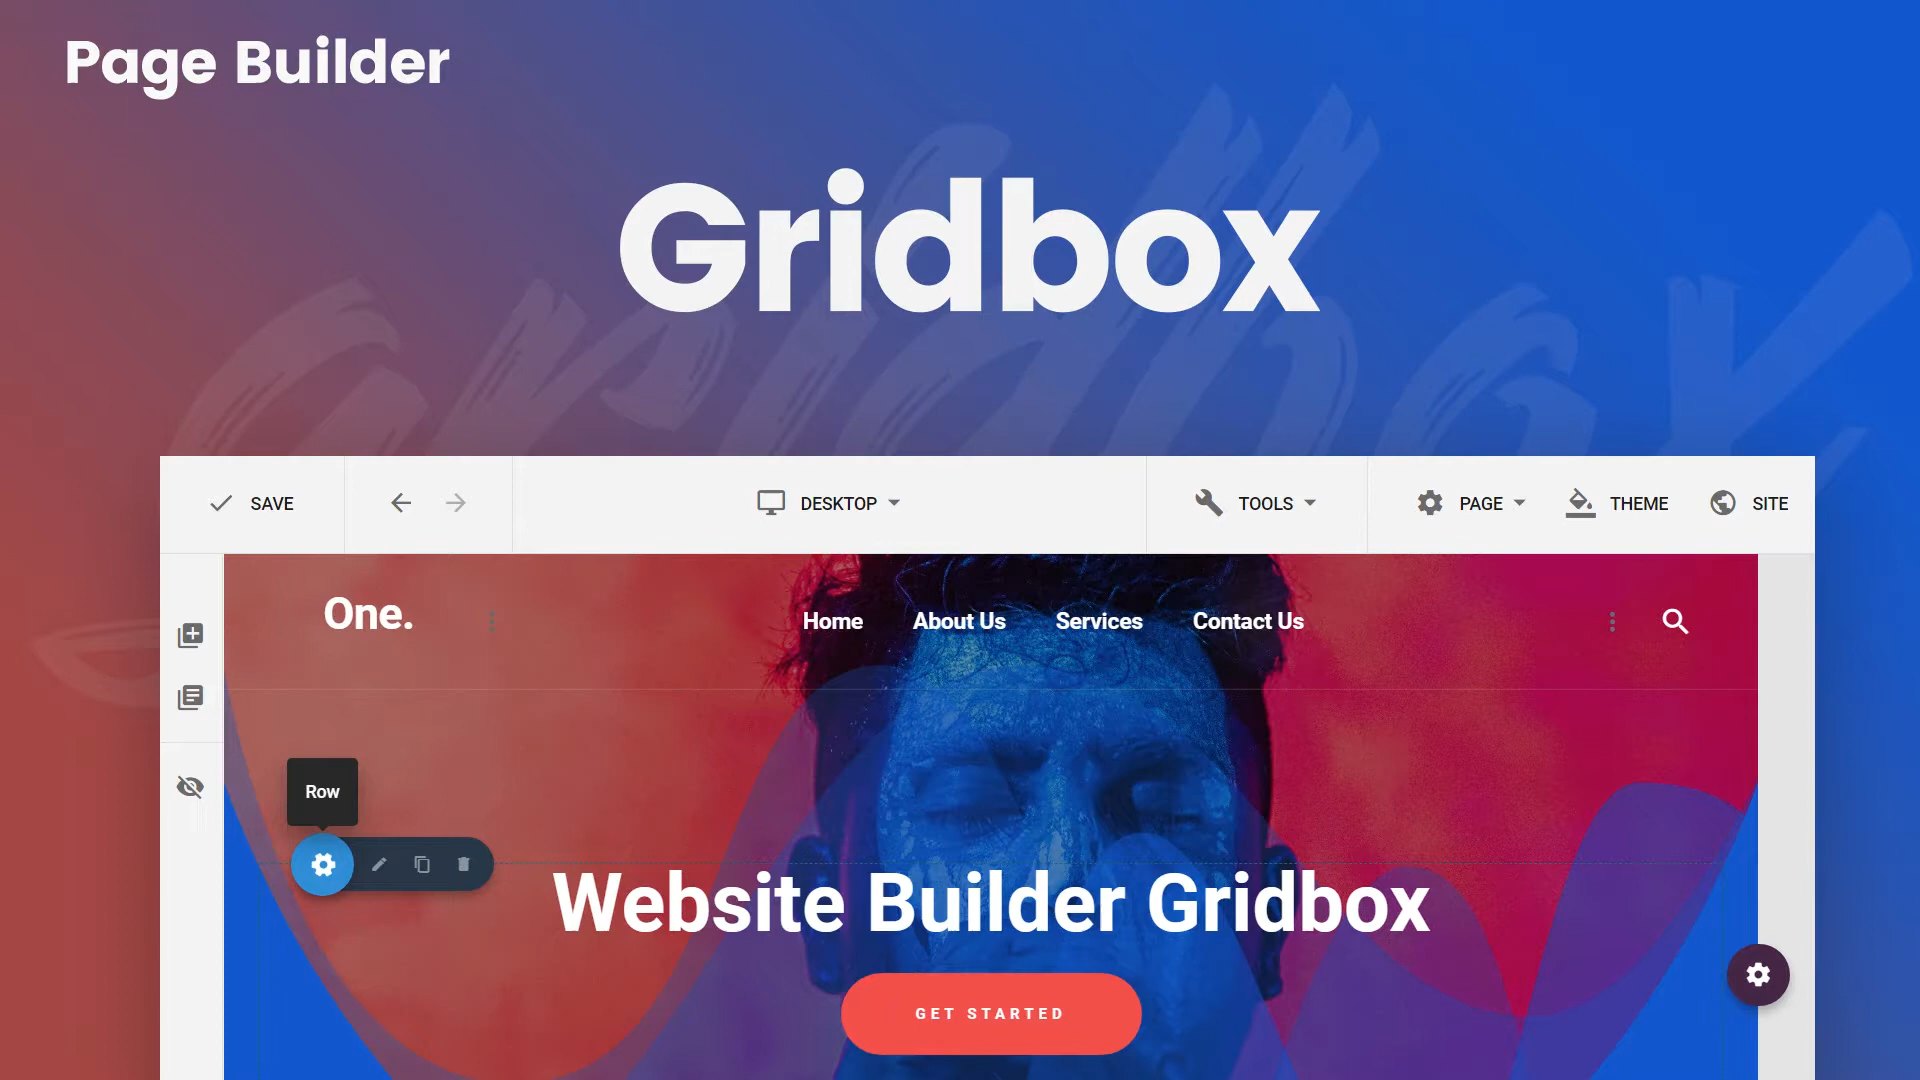 Page Builder
Gridbox
SAVE DESKTOP TOOLS PAGE THEME SITE
One. Home About Us Services Contact Us
Row
Website Builder Gridbox
GET STARTED